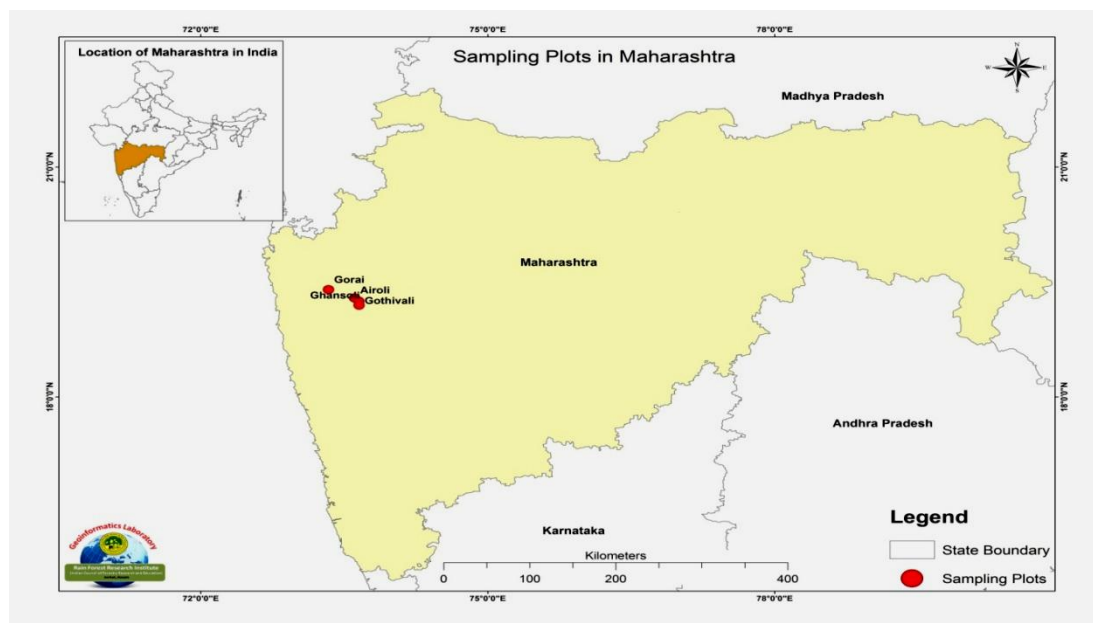 72°0'0"E
75°0'0"E
78°0'0"E
Location of Maharashtra in India
Sampling Plots in Maharashtra
N
W
E
S
Madhya Pradesh
21°0'0"N
21°0'0"N
Maharashtra
Gorai
Ghansoli
Airoli
Gothivali
18°0'0"N
18°0'0"N
Andhra Pradesh
Karnataka
Legend
State Boundary
Sampling Plots
Kilometers
0
100
200
400
Geoinformatics Laboratory
Rain Forest Research Institute
72°0'0"E
75°0'0"E
78°0'0"E